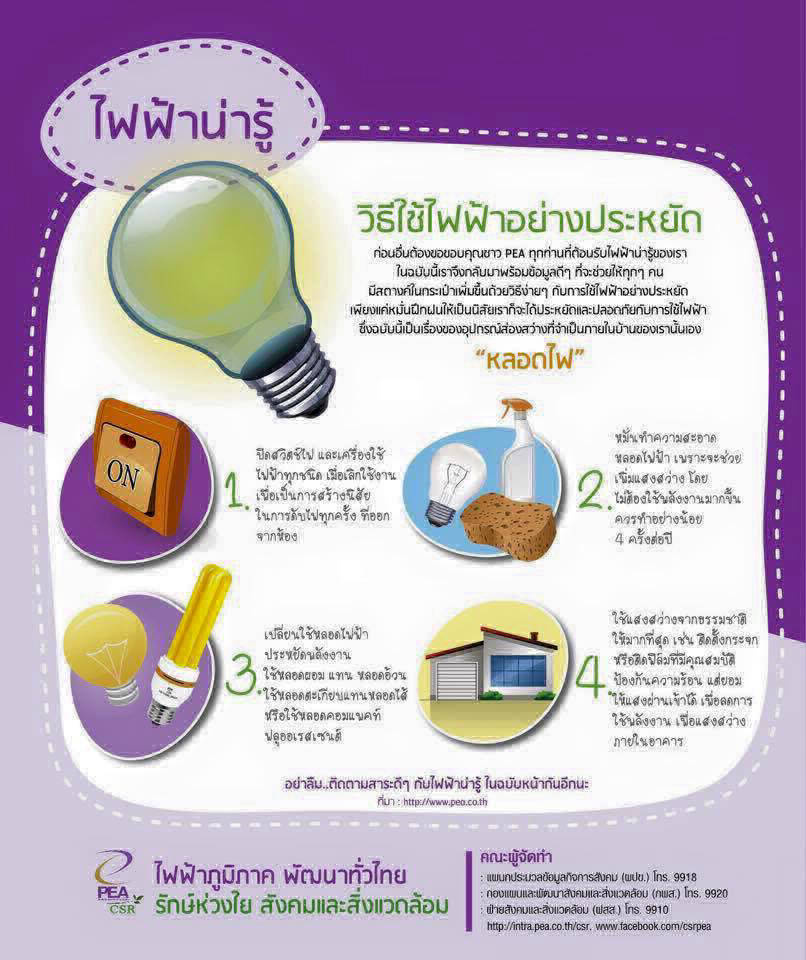 ไฟฟ้าน่ารู้
วิธีใช้ไฟฟ้าอย่างประหยัด
ก่อนอื่นต้องขอขอบคุณชาว PEA ทุกท่านที่ต้อนรับไฟฟ้าน่ารู้ของเรา
ในฉบับนี้เราจึงกลับมาพร้อมข้อมูลดีๆ ที่จะช่วยให้ทุกๆ คน
มีสตางค์ในกระเป๋าเพิ่มขึ้นด้วยวิธีง่ายๆ กับการใช้ไฟฟ้าอย่างประหยัด
เพียงแค่หมั่นฝึกฝนให้เป็นนิสัยเราก็จะได้ประหยัดและปลอดภัยกับการใช้ไฟฟ้า
ซึ่งฉบับนี้เป็นเรื่องของอุปกรณ์ส่องสว่างที่จำเป็นภายในบ้านของเรานั้นเอง
“หลอดไฟ”
ON
1.
ปิดสวิตช์ไฟ และเครื่องใช้
ไฟฟ้าทุกชนิด เมื่อเลิกใช้งาน
เพื่อเป็นการสร้างนิสัย
ในการดับไฟทุกครั้ง ที่ออก
จากห้อง
2.
หมั่นทำความสะอาด
หลอดไฟฟ้า เพราะจะช่วย
เพิ่มแสงสว่าง โดย
ไม่ต้องใช้พลังงานมากขึ้น
ควรทำอย่างน้อย
4 ครั้งต่อปี
3.
เปลี่ยนใช้หลอดไฟฟ้า
ประหยัดพลังงาน
ใช้หลอดผอม แทน หลอดอ้วน
ใช้หลอดตะเกียบแทนหลอดไส้
หรือใช้หลอดคอมแพคท์
ฟลูออเรสเซนต์
4.
ใช้แสงสว่างจากธรรมชาติ
ให้มากที่สุด เช่น ติดตั้งกระจก
หรือติดฟิล์มที่มีคุณสมบัติ
ป้องกันความร้อน แต่ยอม
ให้แสงผ่านเข้าได้ เพื่อลดการ
ใช้พลังงาน เพื่อแสงสว่าง
ภายในอาคาร
อย่าลืม..ติดตามสาระดีๆ กับไฟฟ้าน่ารู้ ในฉบับหน้ากันอีกนะ
ที่มา : http://www.pea.co.th
PEA
CSR
ไฟฟ้าภูมิภาค พัฒนาทั่วไทย
รักษ์ห่วงใย สังคมและสิ่งแวดล้อม
คณะผู้จัดทำ
: แผนกประมวลข้อมูลกิจการสังคม (ผปข.) โทร. 9918
: กองแผนและพัฒนาสังคมและสิ่งแวดล้อม (กพส.) โทร. 9920
: ฝ่ายสังคมและสิ่งแวดล้อม (ฝสส.) โทร. 9910
http://intra.pea.co.th/csr, www.facebook.com/csrpea